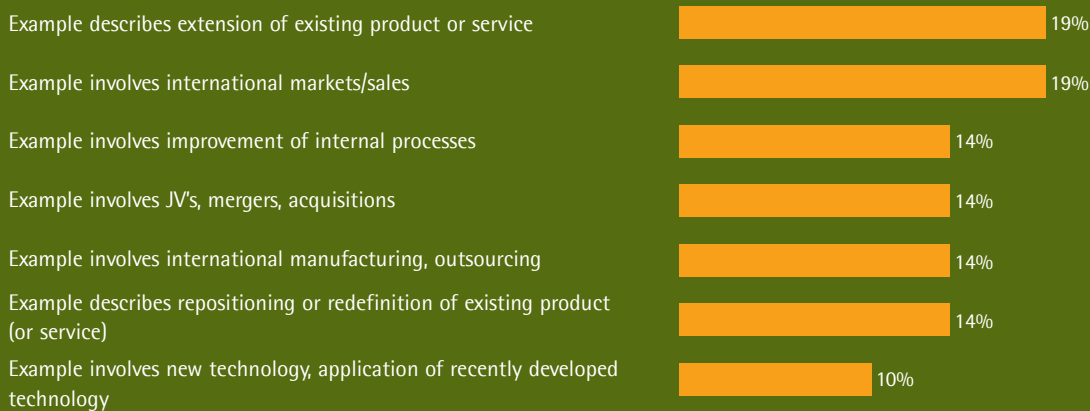 Example describes extension of existing product or service 19%
Example involves international markets/sales 19%
Example involves improvement of internal processes 14%
Example involves JV's, mergers, acquisitions 14%
Example involves international manufacturing, outsourcing 14%
Example describes repositioning or redefinition of existing product
(or service) 14%
Example involves new technology, application of recently developed
technology 10%